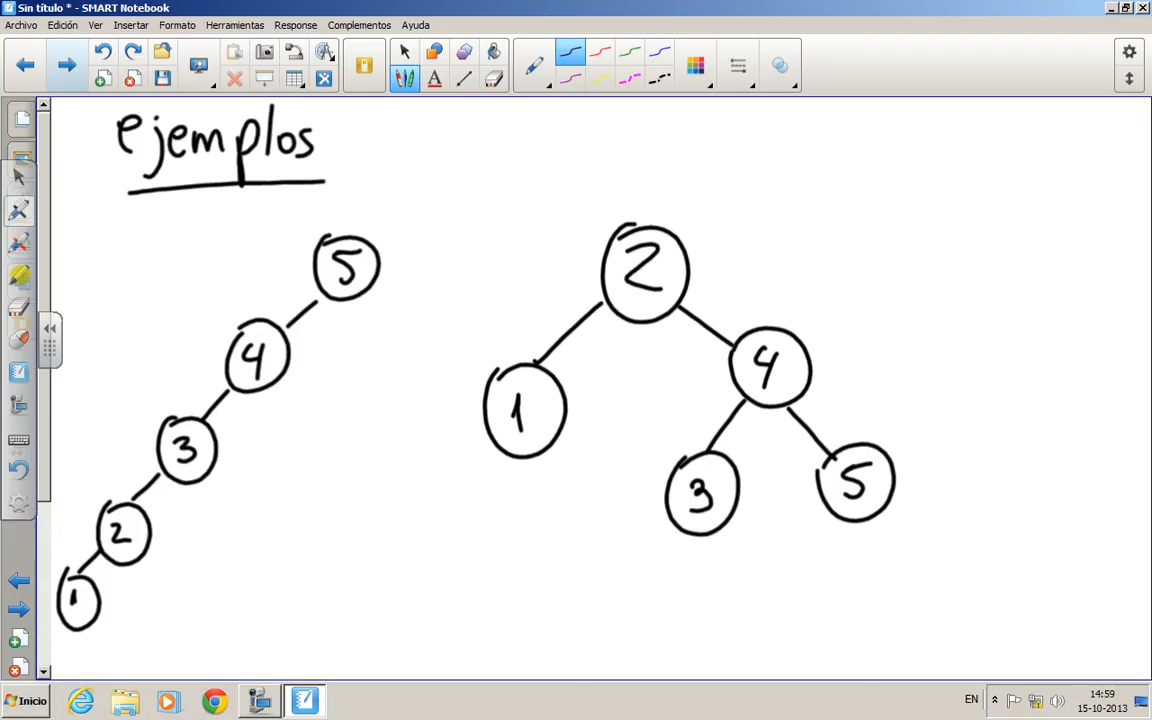 Sin título * - SMART Notebook
Archivo Edición Ver Insertar Formato Herramientas Response Complementos Ayuda
ejemplos
5
4
3
2
1
2
1
4
3
5
Inicio
EN
14:59
15-10-2013